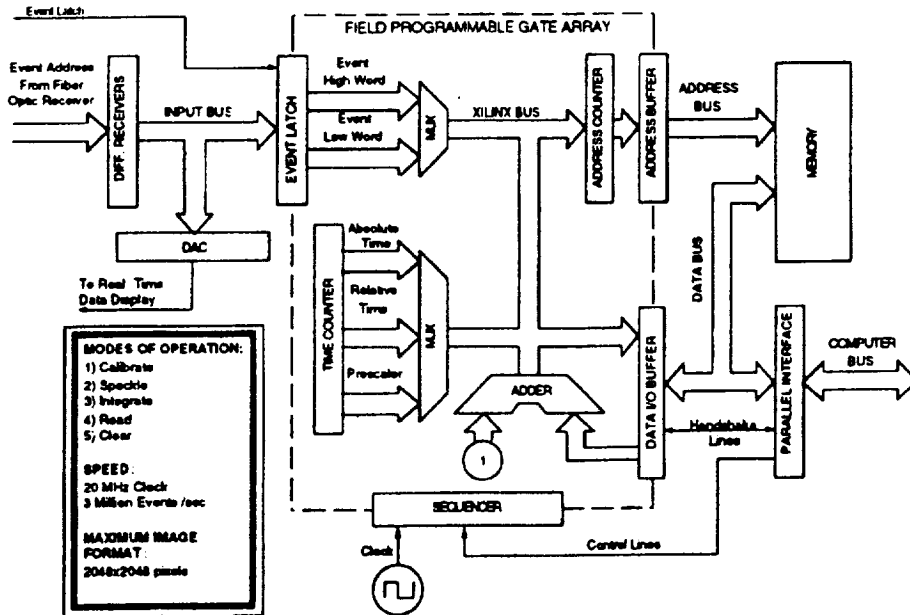 Event Latch
FIELD PROGRAMMABLE GATE ARRAY
Event Address
From Fiber
Optic Receiver
DIFF. RECEIVERS
INPUT BUS
EVENT LATCH
Event
High Word
Event
Low Word
MUX
XILINX BUS
ADDRESS COUNTER
ADDRESS BUFFER
ADDRESS
BUS
MEMORY
DAC
To Real Time
Data Display
TIME COUNTER
Absolute
Time
Relative
Time
Prescaler
MUX
DATA BUS
ADDER
1
DATA I/O BUFFER
Handshake
Lines
PARALLEL INTERFACE
COMPUTER
BUS
SEQUENCER
Clock
Control Lines
MODES OF OPERATION:
1) Calibrate
2) Speckle
3) Integrate
4) Read
5) Clear
SPEED:
20 MHz Clock
3 Million Events/sec
MAXIMUM IMAGE
FORMAT:
2048x2048 pixels